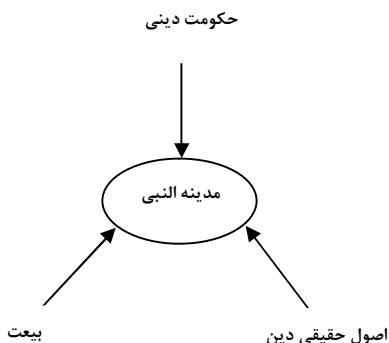 حکومت دینی
مدینه النبی
اصول حقیقی دین
بیعت